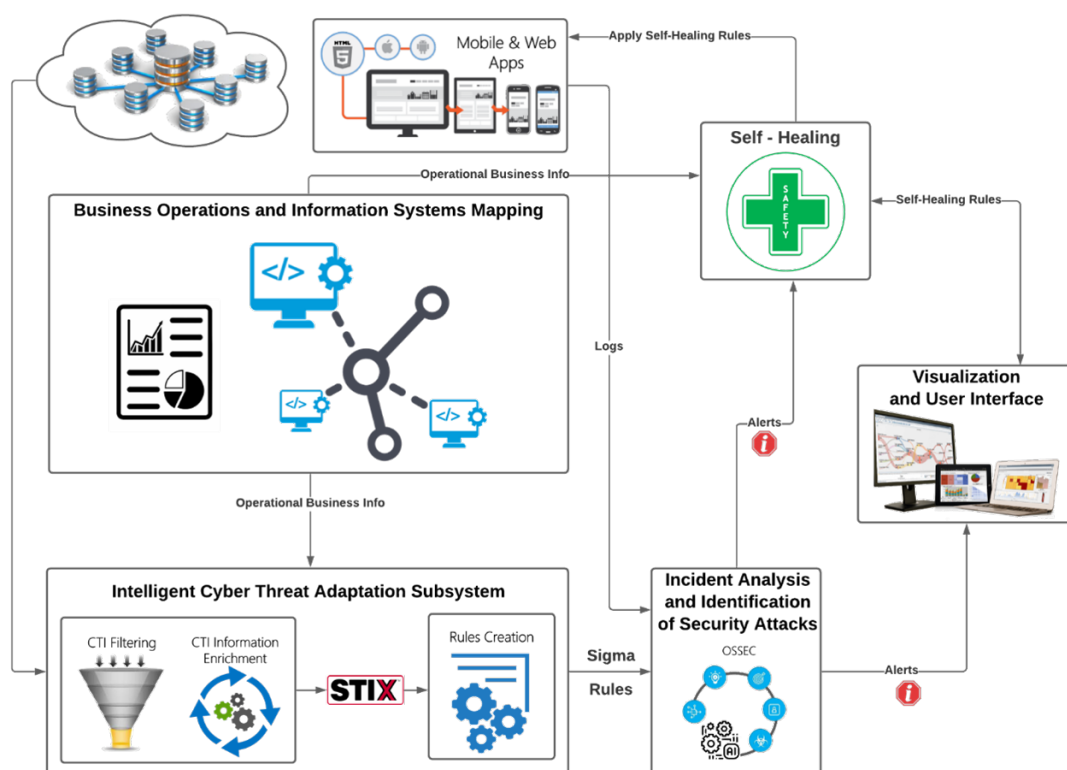 HTML
5
Mobile & Web
Apps
Apply Self-Healing Rules
Self - Healing
SAFETY
Operational Business Info
Business Operations and Information Systems Mapping
</>
</>
</>
Self-Healing Rules
Logs
Visualization
and User Interface
Alerts
i
Operational Business Info
Intelligent Cyber Threat Adaptation Subsystem
CTI Filtering
CTI Information
Enrichment
STIX
Rules Creation
Sigma
Rules
Incident Analysis
and Identification
of Security Attacks
OSSEC
AI
Alerts
i